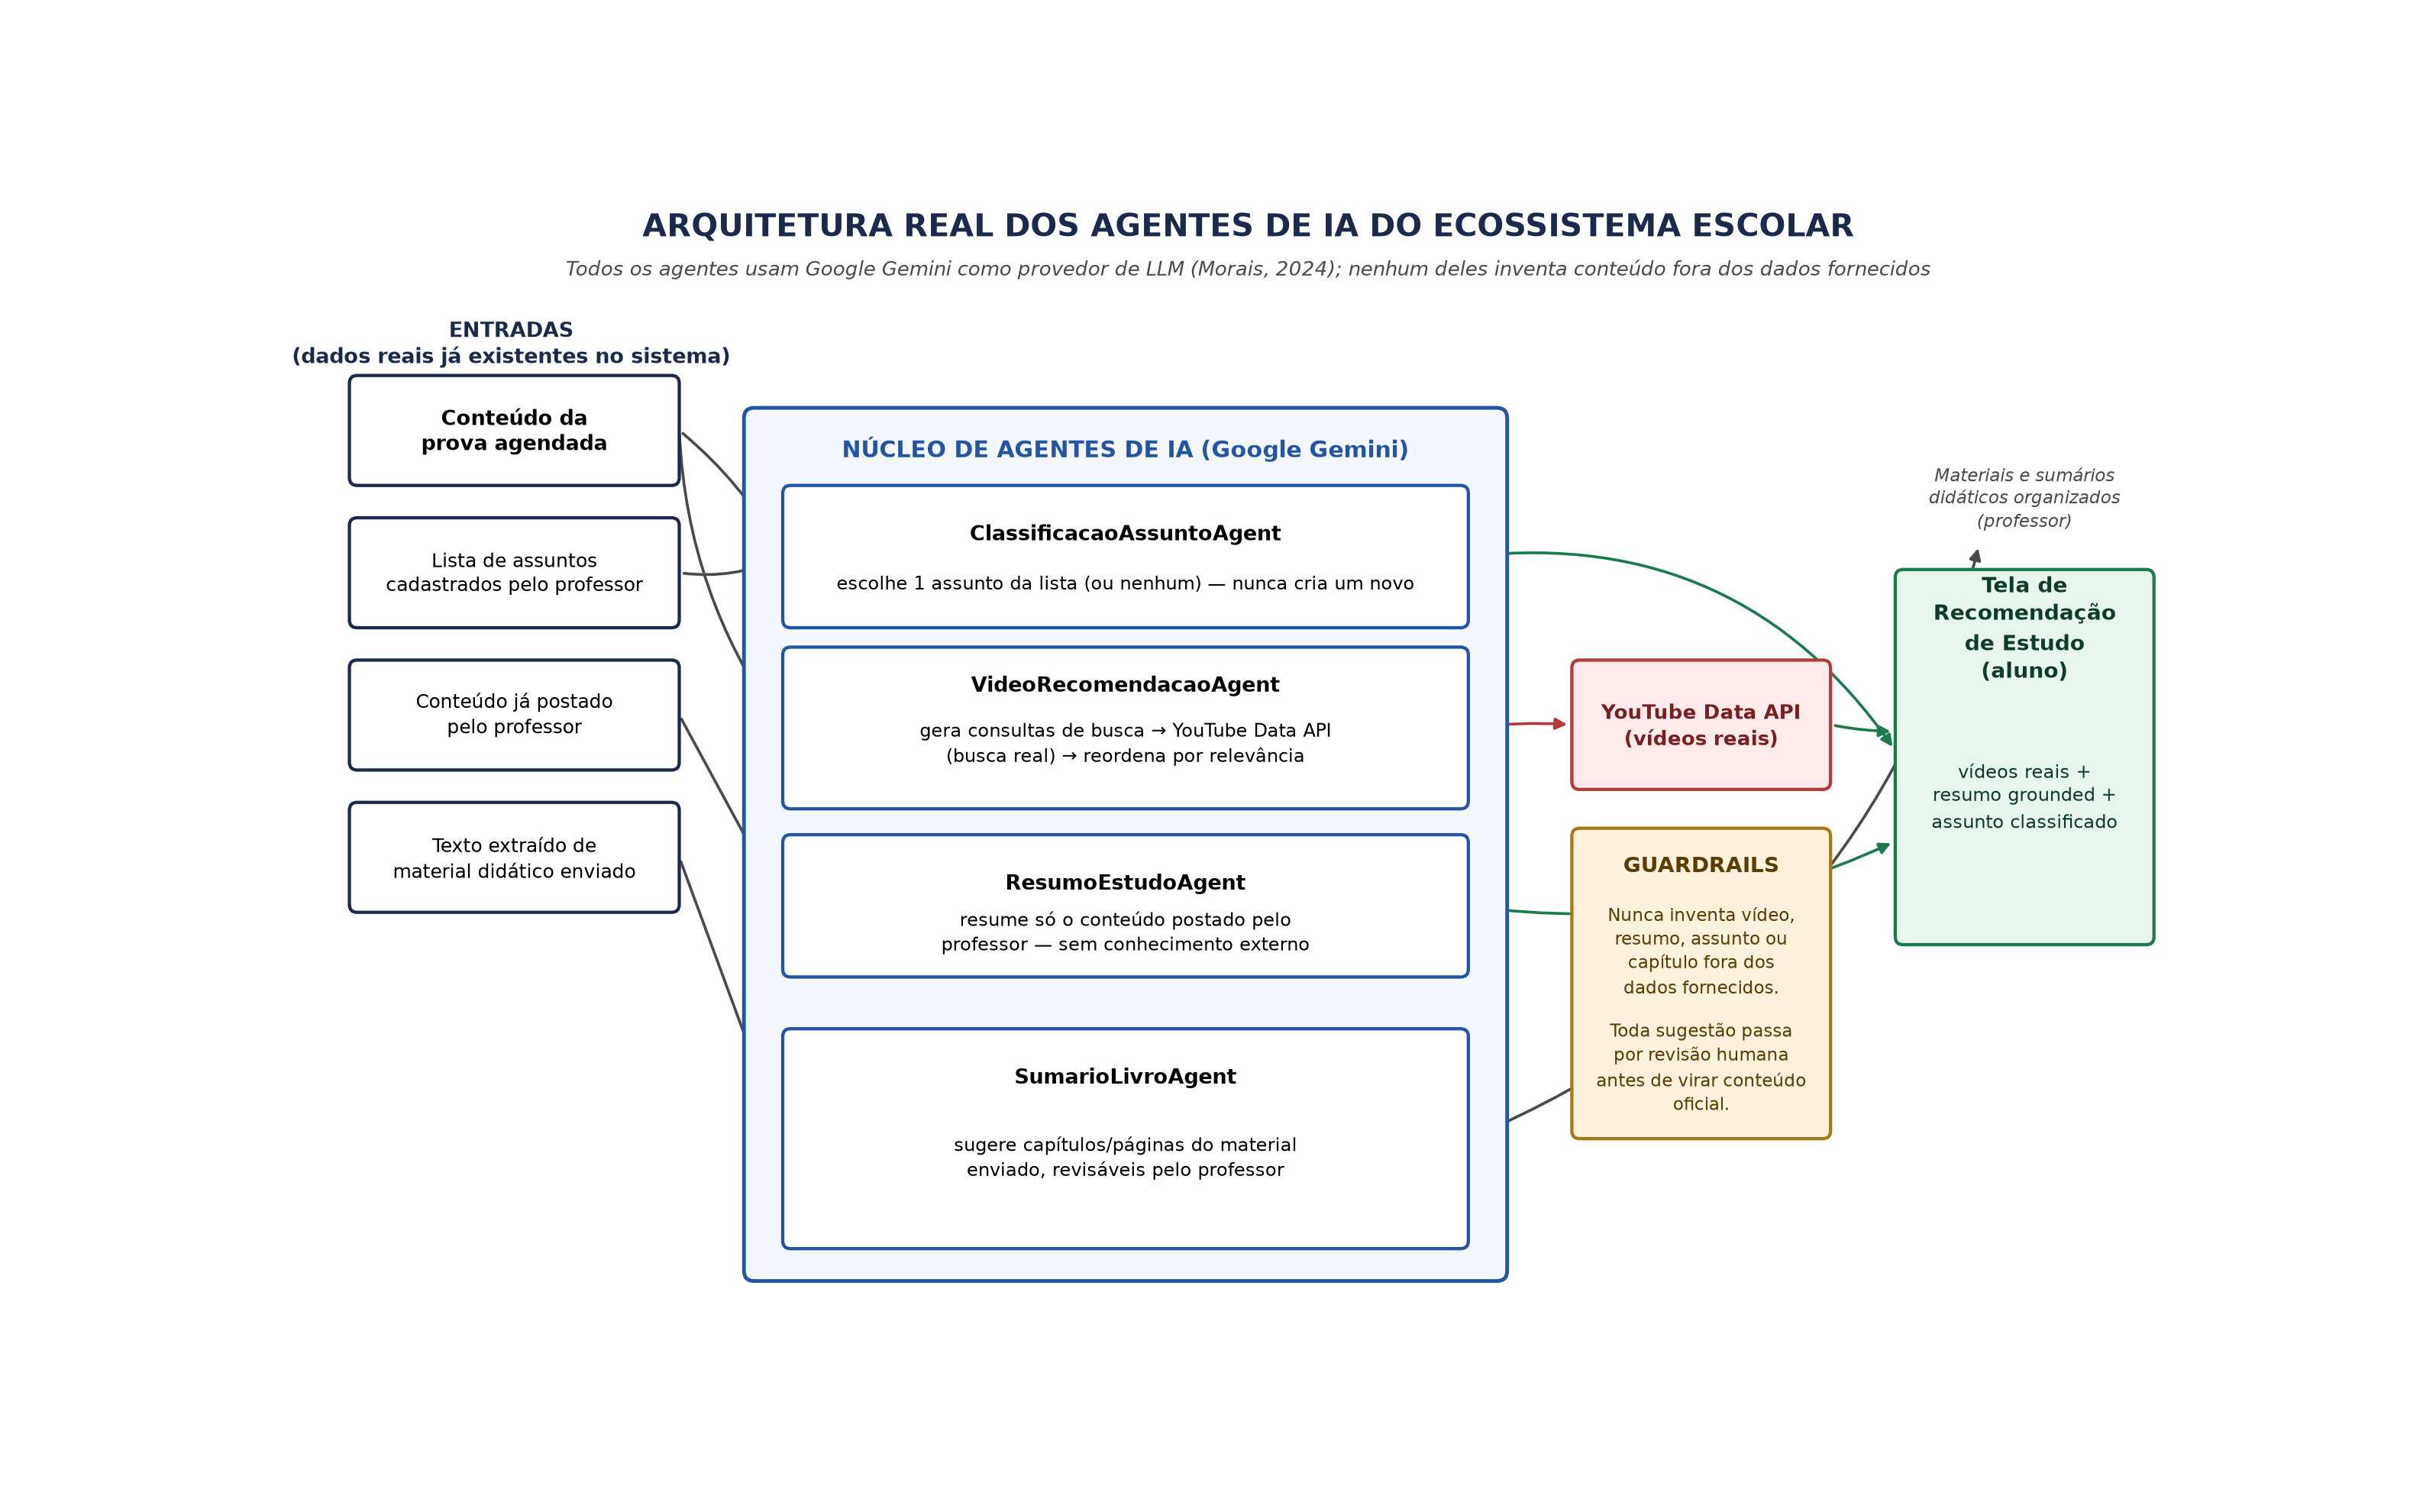 ARQUITETURA REAL DOS AGENTES DE IA DO ECOSSISTEMA ESCOLAR
Todos os agentes usam Google Gemini como provedor de LLM (Morais, 2024); nenhum deles inventa conteúdo fora dos dados fornecidos
ENTRADAS
(dados reais já existentes no sistema)
Conteúdo da
prova agendada
Lista de assuntos
cadastrados pelo professor
Conteúdo já postado
pelo professor
Texto extraído de
material didático enviado
NÚCLEO DE AGENTES DE IA (Google Gemini)
ClassificacaoAssuntoAgent
escolhe 1 assunto da lista (ou nenhum) — nunca cria um novo
VideoRecomendacaoAgent
gera consultas de busca → YouTube Data API
(busca real) → reordena por relevância
ResumoEstudoAgent
resume só o conteúdo postado pelo
professor — sem conhecimento externo
SumarioLivroAgent
sugere capítulos/páginas do material
enviado, revisáveis pelo professor
YouTube Data API
(vídeos reais)
GUARDRAILS
Nunca inventa vídeo,
resumo, assunto ou
capítulo fora dos
dados fornecidos.
Toda sugestão passa
por revisão humana
antes de virar conteúdo
oficial.
Materiais e sumários
didáticos organizados
(professor)
Tela de
Recomendação
de Estudo
(aluno)
vídeos reais +
resumo grounded +
assunto classificado